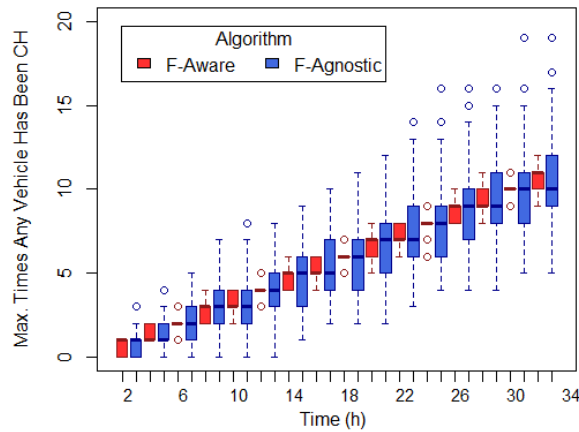 Algorithm
F-Aware F-Agnostic
Max. Times Any Vehicle Has Been CH
20
15
10
5
0
2 6 10 14 18 22 26 30 34
Time (h)